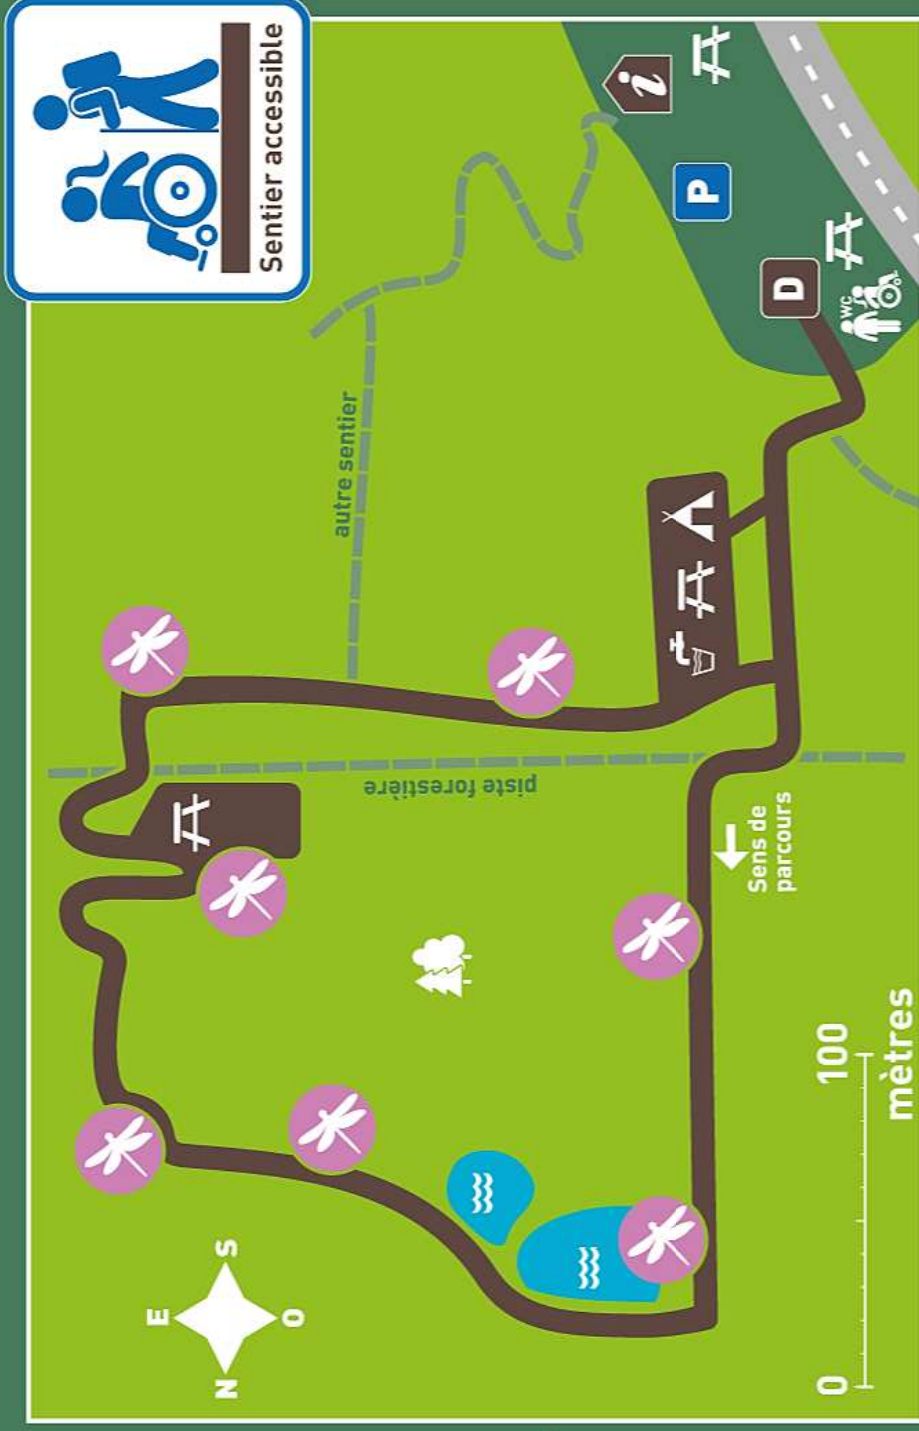 Sentier accessible
i
P
D
WC
autre sentier
piste forestière
Sens de
parcours
N
E
S
O
0
100
mètres